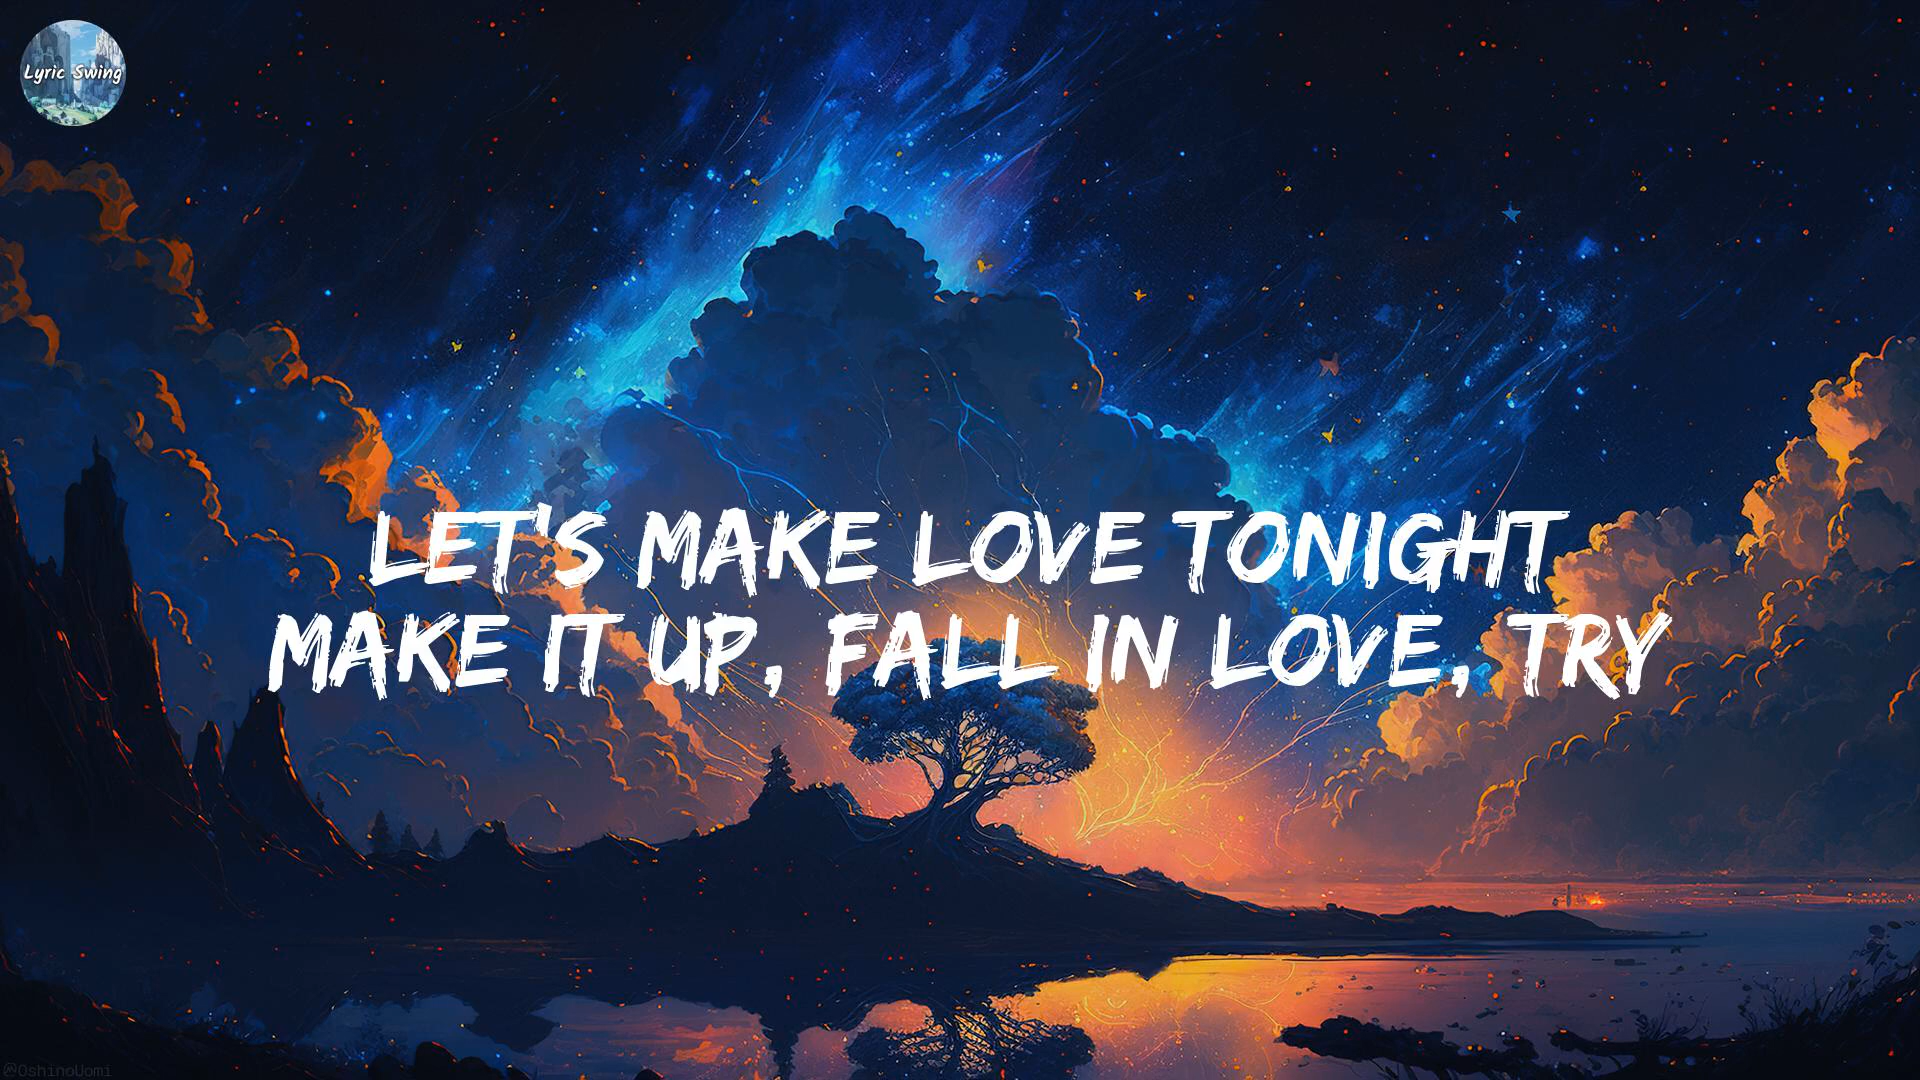 Lyric Swing
LET'S MAKE LOVE TONIGHT
MAKE IT UP, FALL IN LOVE, TRY
@OshinoUomi